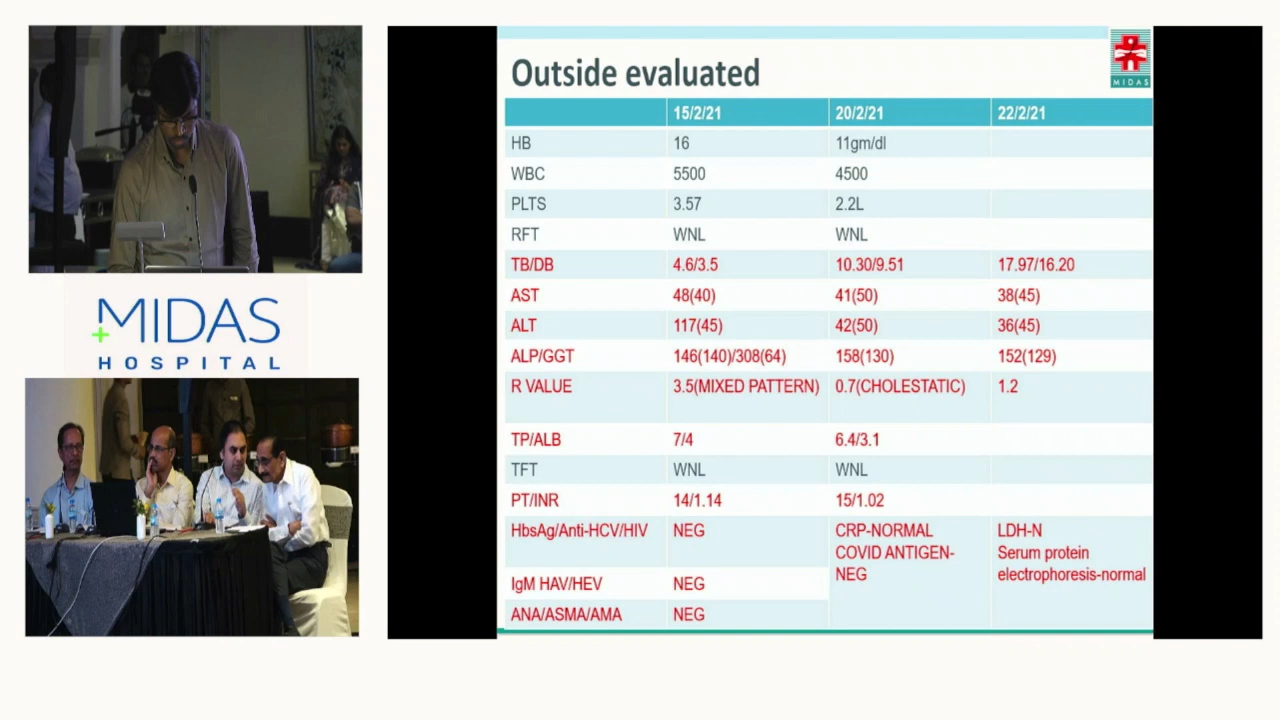 Outside evaluated
MIDAS
15/2/21 20/2/21 22/2/21
HB 16 11gm/dl
WBC 5500 4500
PLTS 3.57 2.2L
RFT WNL WNL
TB/DB 4.6/3.5 10.30/9.51 17.97/16.20
AST 48(40) 41(50) 38(45)
ALT 117(45) 42(50) 36(45)
ALP/GGT 146(140)/308(64) 158(130) 152(129)
R VALUE 3.5(MIXED PATTERN) 0.7(CHOLESTATIC) 1.2
TP/ALB 7/4 6.4/3.1
TFT WNL WNL
PT/INR 14/1.14 15/1.02
HbsAg/Anti-HCV/HIV NEG CRP-NORMAL LDH-N
COVID ANTIGEN- Serum protein
NEG electrophoresis-normal
IgM HAV/HEV NEG
ANA/ASMA/AMA NEG
MIDAS
HOSPITAL